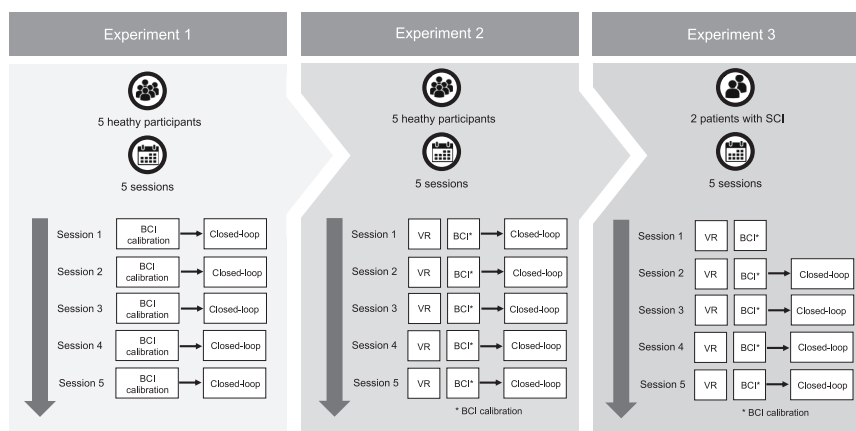 Experiment 1
5 heathy participants
5 sessions
Session 1 BCI calibration Closed-loop
Session 2 BCI calibration Closed-loop
Session 3 BCI calibration Closed-loop
Session 4 BCI calibration Closed-loop
Session 5 BCI calibration Closed-loop
Experiment 2
5 heathy participants
5 sessions
Session 1 VR BCI* Closed-loop
Session 2 VR BCI* Closed-loop
Session 3 VR BCI* Closed-loop
Session 4 VR BCI* Closed-loop
Session 5 VR BCI* Closed-loop
* BCI calibration
Experiment 3
2 patients with SCI
5 sessions
Session 1 VR BCI*
Session 2 VR BCI* Closed-loop
Session 3 VR BCI* Closed-loop
Session 4 VR BCI* Closed-loop
Session 5 VR BCI* Closed-loop
* BCI calibration